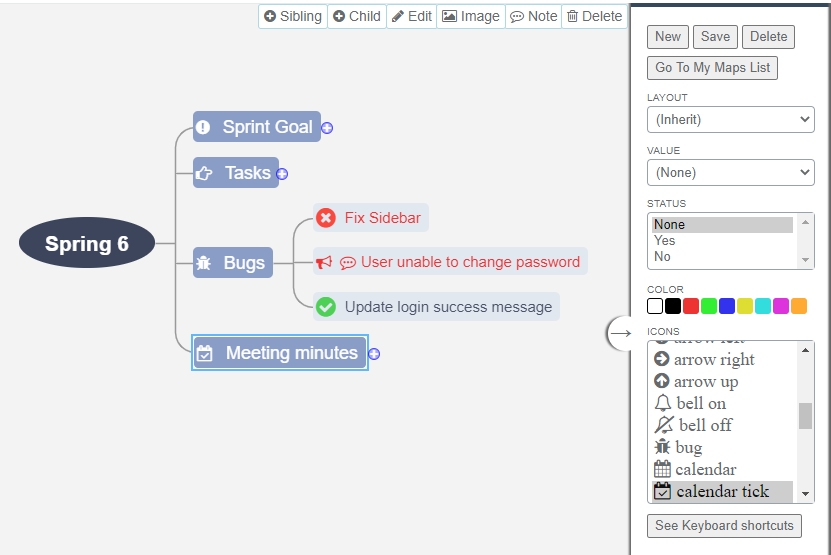 Sibling Child Edit Image Note Delete
New Save Delete
Go To My Maps List
LAYOUT
(Inherit)
VALUE
(None)
STATUS
None
Yes
No
COLOR
ICONS
arrow left
arrow right
arrow up
bell on
bell off
bug
calendar
calendar tick
See Keyboard shortcuts
Spring 6
Sprint Goal
Tasks
Bugs
Fix Sidebar
User unable to change password
Update login success message
Meeting minutes